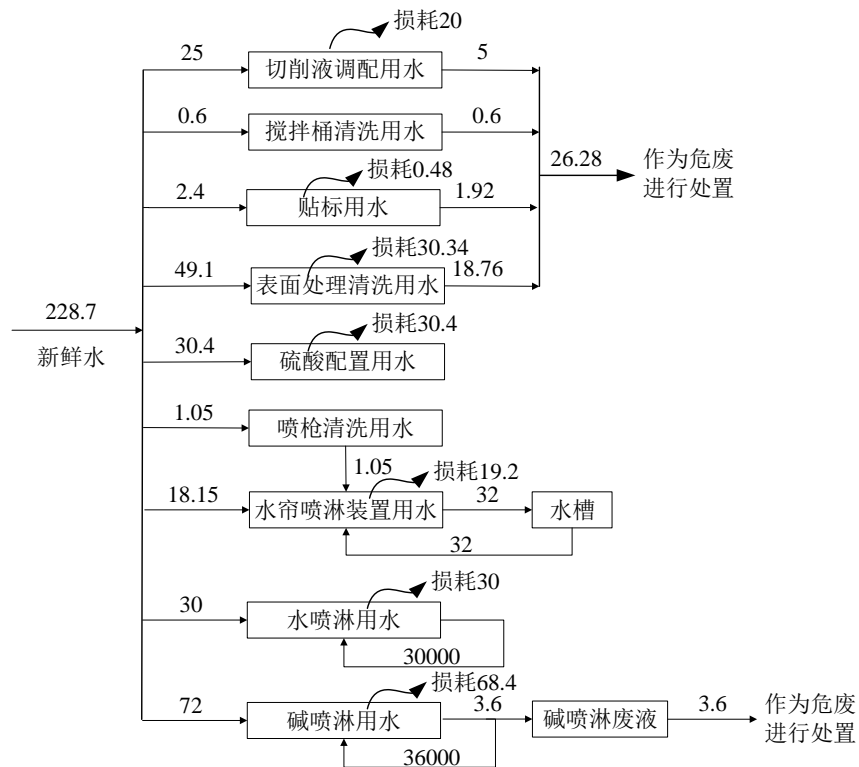 损耗20
25
切削液调配用水
5
0.6
搅拌桶清洗用水
0.6
26.28
作为危废
进行处置
损耗0.48
2.4
贴标用水
1.92
损耗30.34
49.1
表面处理清洗用水
18.76
228.7
新鲜水
损耗30.4
30.4
硫酸配置用水
1.05
喷枪清洗用水
1.05
损耗19.2
18.15
水帘喷淋装置用水
32
水槽
32
损耗30
30
水喷淋用水
30000
损耗68.4
72
碱喷淋用水
3.6
碱喷淋废液
3.6
作为危废
进行处置
36000